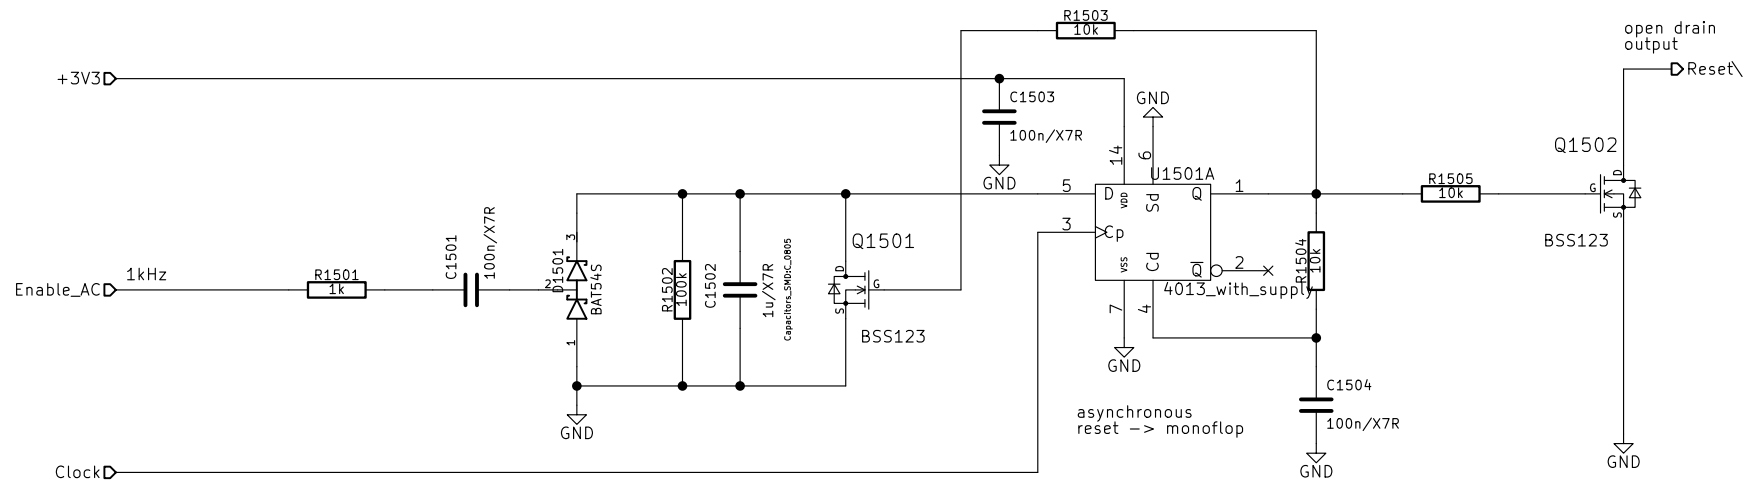 R1503
10k
open drain
output
+3V3
Reset\
C1503
100n/X7R
GND
GND
14
6
Q1502
U1501A
5
D
VDD
Sd
Q
1
R1505
10k
G
D
S
BSS123
3
Cp
VSS
Cd
Q
2
4013_with_supply
R1504
10k
7
4
GND
C1504
100n/X7R
GND
GND
asynchronous
reset -> monoflop
Enable_AC
1kHz
R1501
1k
C1501
100n/X7R
3
2
1
D1501
BAT54S
R1502
100k
C1502
1u/X7R
Capacitors_SMD:C_0805
Q1501
D
G
S
BSS123
GND
Clock